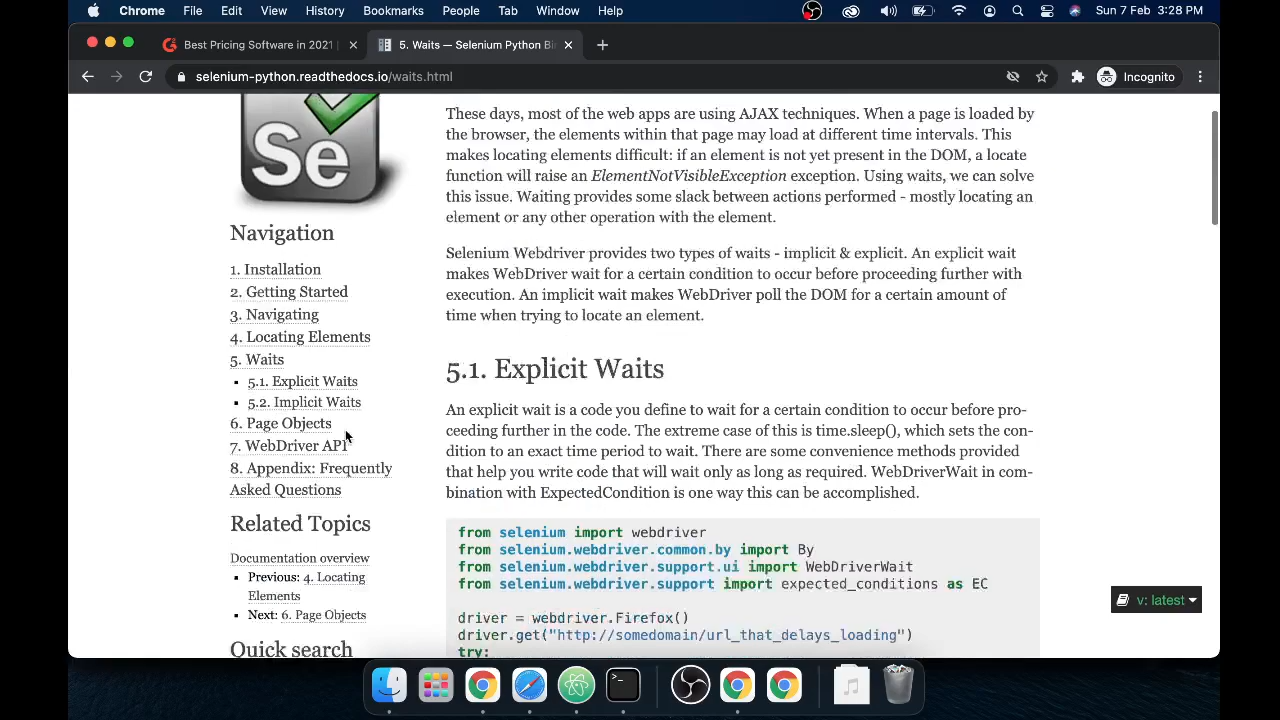 Chrome File Edit View History Bookmarks People Tab Window Help Sun 7 Feb 3:28 PM
Best Pricing Software in 2021 | 5. Waits — Selenium Python Bi
selenium-python.readthedocs.io/waits.html Incognito
Se
Navigation
1. Installation
2. Getting Started
3. Navigating
4. Locating Elements
5. Waits
5.1. Explicit Waits
5.2. Implicit Waits
6. Page Objects
7. WebDriver API
8. Appendix: Frequently
Asked Questions
Related Topics
Documentation overview
Previous: 4. Locating
Elements
Next: 6. Page Objects
Quick search
These days, most of the web apps are using AJAX techniques. When a page is loaded by
the browser, the elements within that page may load at different time intervals. This
makes locating elements difficult: if an element is not yet present in the DOM, a locate
function will raise an ElementNotVisibleException exception. Using waits, we can solve
this issue. Waiting provides some slack between actions performed - mostly locating an
element or any other operation with the element.
Selenium Webdriver provides two types of waits - implicit & explicit. An explicit wait
makes WebDriver wait for a certain condition to occur before proceeding further with
execution. An implicit wait makes WebDriver poll the DOM for a certain amount of
time when trying to locate an element.
5.1. Explicit Waits
An explicit wait is a code you define to wait for a certain condition to occur before pro-
ceeding further in the code. The extreme case of this is time.sleep(), which sets the con-
dition to an exact time period to wait. There are some convenience methods provided
that help you write code that will wait only as long as required. WebDriverWait in com-
bination with ExpectedCondition is one way this can be accomplished.
from selenium import webdriver
from selenium.webdriver.common.by import By
from selenium.webdriver.support.ui import WebDriverWait
from selenium.webdriver.support import expected_conditions as EC
driver = webdriver.Firefox()
driver.get("http://somedomain/url_that_delays_loading")
try:
v: latest